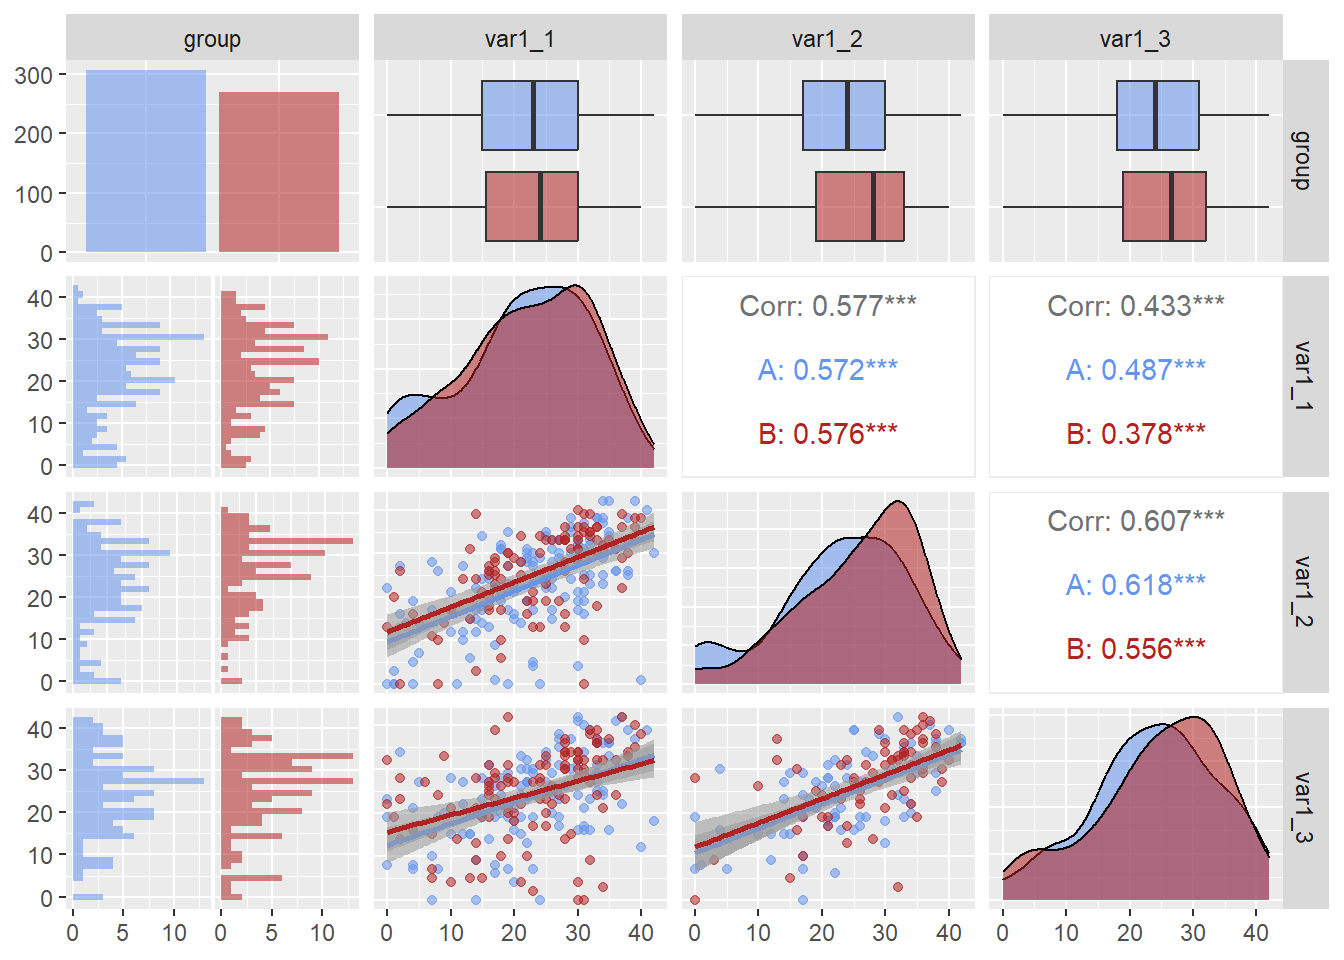 group var1_1 var1_2 var1_3
300
200
100
0
group
40
30
20
10
0
Corr: 0.577***
A: 0.572***
B: 0.576***
Corr: 0.433***
A: 0.487***
B: 0.378***
var1_1
40
30
20
10
0
Corr: 0.607***
A: 0.618***
B: 0.556***
var1_2
40
30
20
10
0
var1_3
0 5 10 0 5 10 0 10 20 30 40 0 10 20 30 40 0 10 20 30 40